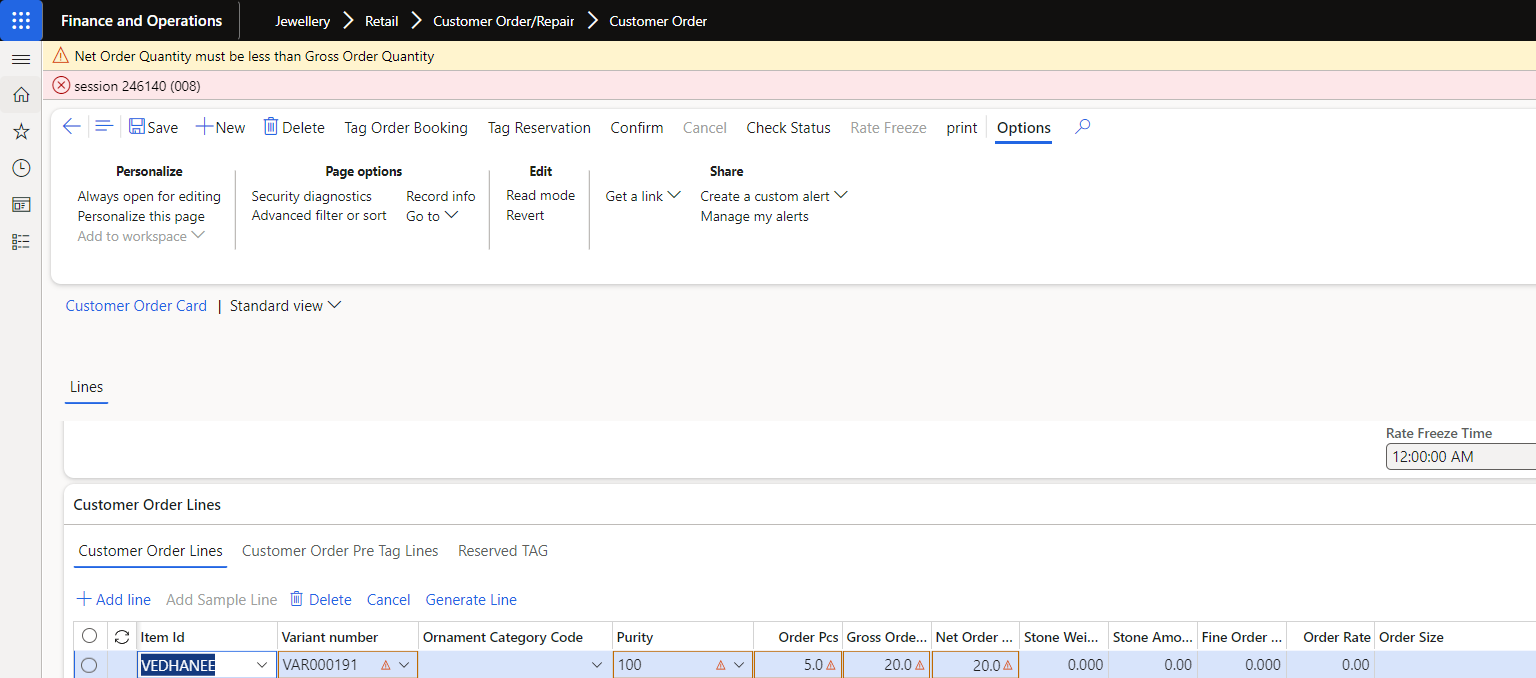 Finance and Operations Jewellery Retail Customer Order/Repair Customer Order
Net Order Quantity must be less than Gross Order Quantity
session 246140 (008)
Save New Delete Tag Order Booking Tag Reservation Confirm Cancel Check Status Rate Freeze print Options
Personalize Page options Edit Share
Always open for editing Security diagnostics Record info Read mode Get a link Create a custom alert
Personalize this page Advanced filter or sort Go to Revert Manage my alerts
Add to workspace
Customer Order Card | Standard view
Lines
Rate Freeze Time
12:00:00 AM
Customer Order Lines
Customer Order Lines Customer Order Pre Tag Lines Reserved TAG
Add line Add Sample Line Delete Cancel Generate Line
Item Id Variant number Ornament Category Code Purity Order Pcs Gross Orde... Net Order ... Stone Wei... Stone Amo... Fine Order ... Order Rate Order Size
VEDHANEE VAR000191 100 5.0 20.0 20.0 0.000 0.00 0.000 0.00